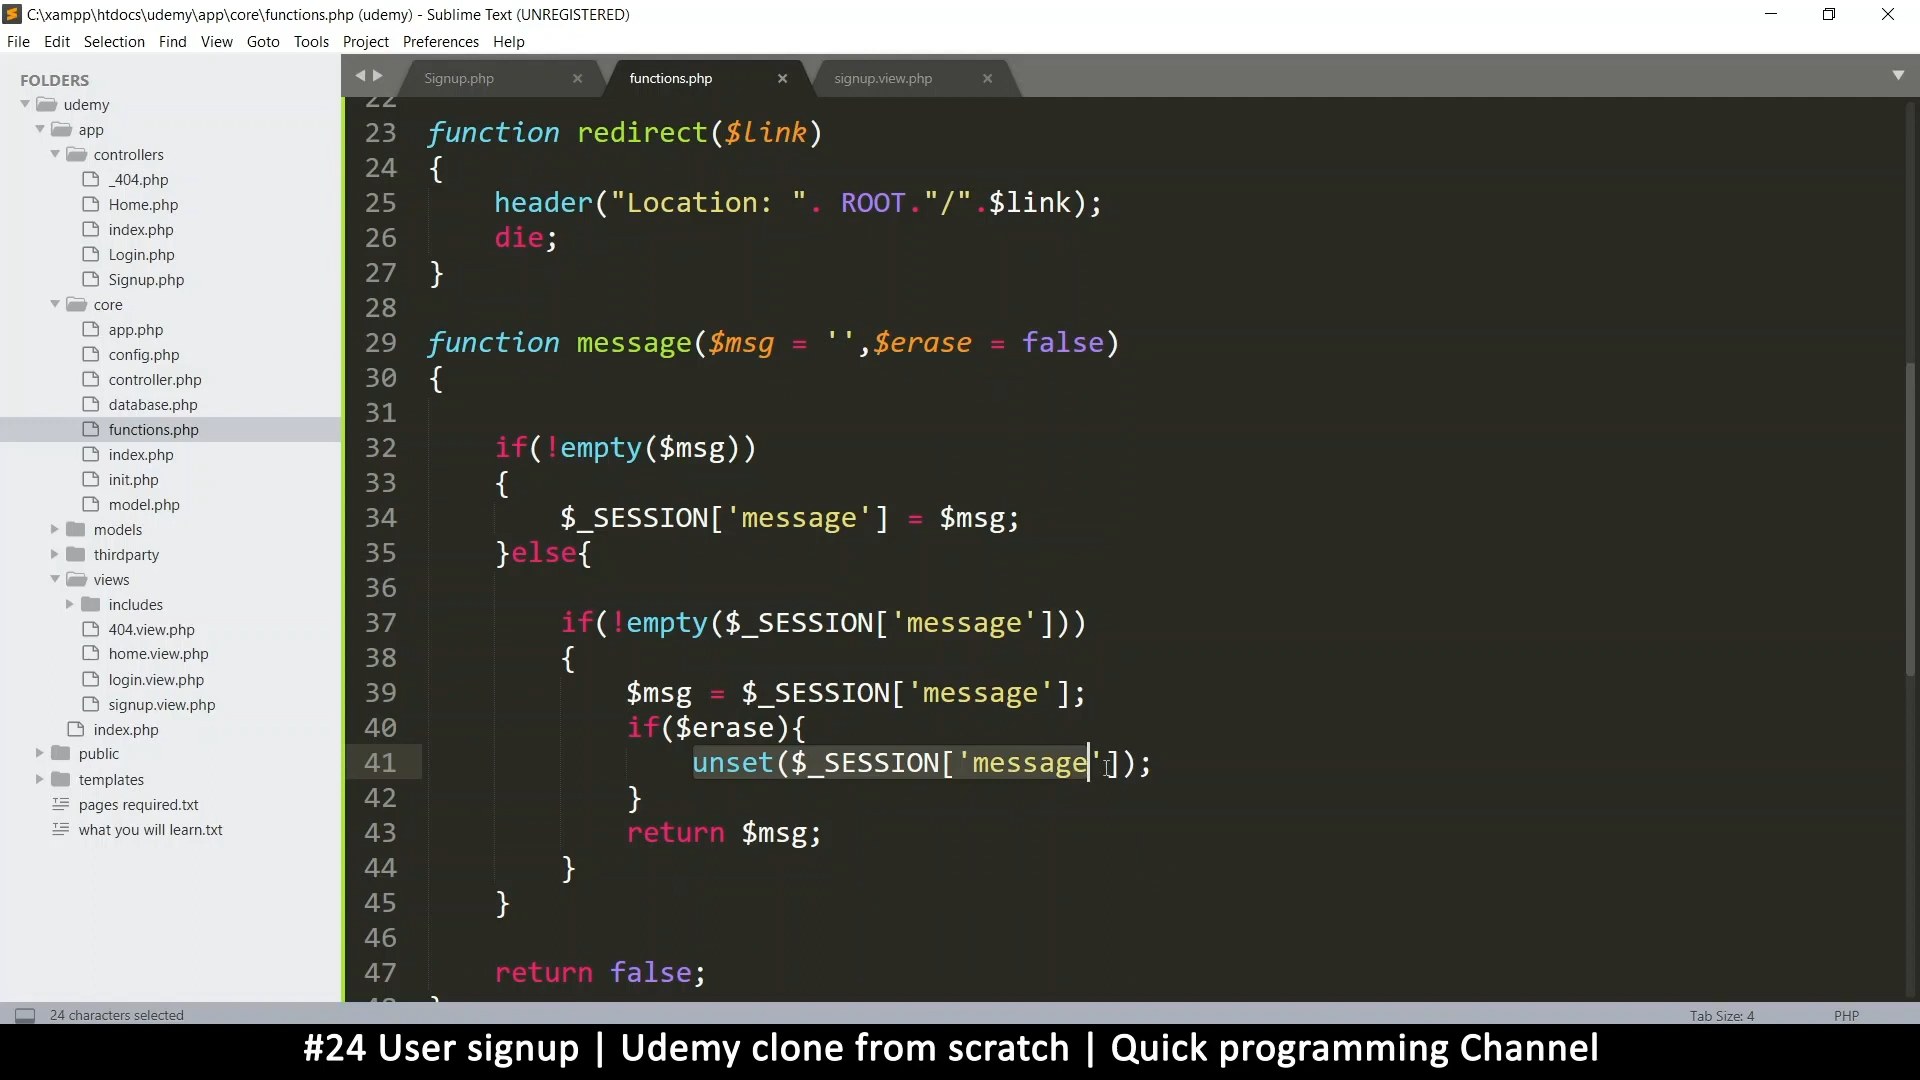 C:\xampp\htdocs\udemy\app\core\functions.php (udemy) - Sublime Text (UNREGISTERED)
File Edit Selection Find View Goto Tools Project Preferences Help
FOLDERS
udemy
app
controllers
_404.php
Home.php
index.php
Login.php
Signup.php
core
app.php
config.php
controller.php
database.php
functions.php
index.php
init.php
model.php
models
thirdparty
views
includes
404.view.php
home.view.php
login.view.php
signup.view.php
index.php
public
templates
pages required.txt
what you will learn.txt
Signup.php functions.php signup.view.php
22
23 function redirect($link)
24 {
25 header("Location: ". ROOT."/".$link);
26 die;
27 }
28
29 function message($msg = '',$erase = false)
30 {
31
32 if(!empty($msg))
33 {
34 $_SESSION['message'] = $msg;
35 }else{
36
37 if(!empty($_SESSION['message']))
38 {
39 $msg = $_SESSION['message'];
40 if($erase){
41 unset($_SESSION['message']);
42 }
43 return $msg;
44 }
45 }
46
47 return false;
48 }
24 characters selected Tab Size: 4 PHP
#24 User signup | Udemy clone from scratch | Quick programming Channel